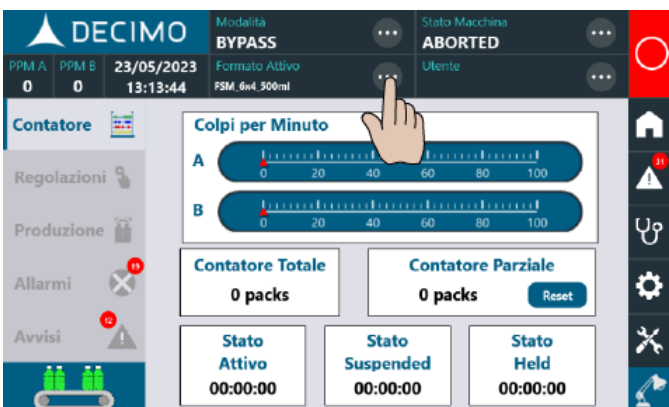 DECIMO
Modalità
BYPASS
Stato Macchina
ABORTED
PPM A
0
PPM B
0
23/05/2023
13:13:44
Formato Attivo
FSM_6x4_500ml
Utente
Contatore
Regolazioni
Produzione
Allarmi
19
Avvisi
12
31
Colpi per Minuto
A
0 20 40 60 80 100
B
0 20 40 60 80 100
Contatore Totale
0 packs
Contatore Parziale
0 packs
Reset
Stato
Attivo
00:00:00
Stato
Suspended
00:00:00
Stato
Held
00:00:00